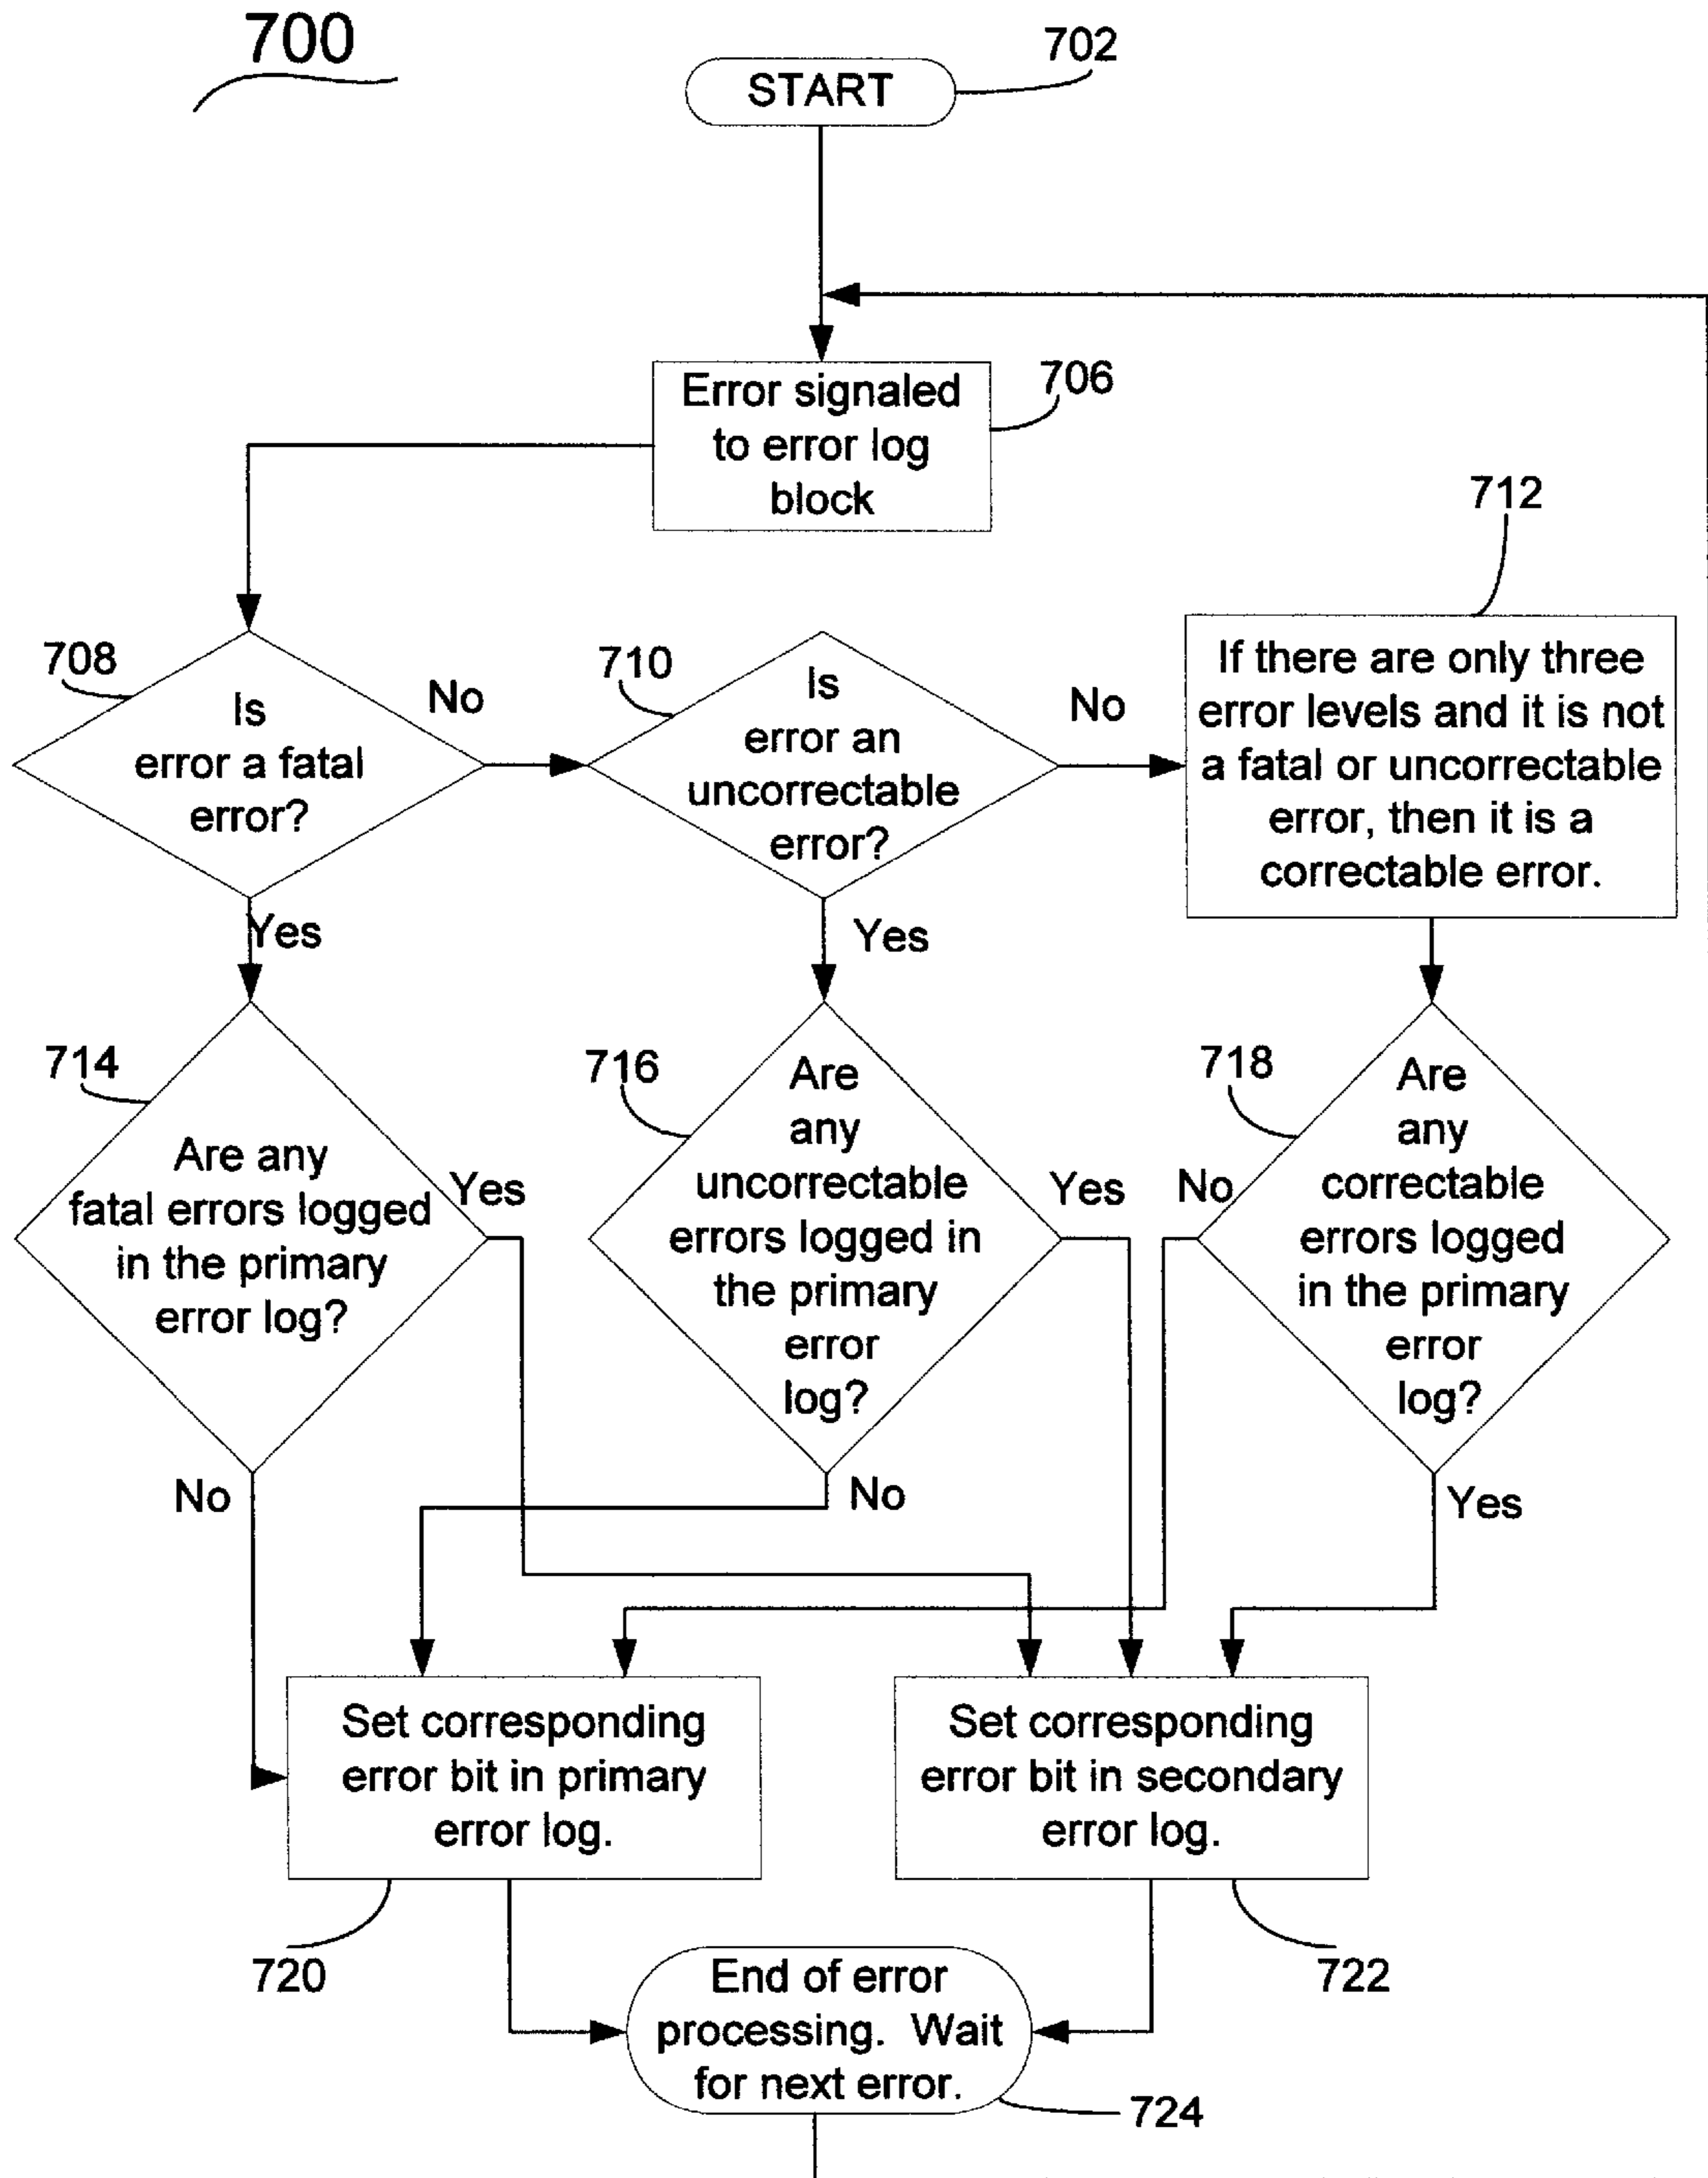 700
702
START
706
Error signaled
to error log
block
712
708
Is
error a fatal
error?
No
710
Is
error an
uncorrectable
error?
No
If there are only three
error levels and it is not
a fatal or uncorrectable
error, then it is a
correctable error.
Yes
Yes
714
Are any
fatal errors logged
in the primary
error log?
Yes
No
716
Are
any
uncorrectable
errors logged in
the primary
error
log?
Yes
No
718
Are
any
correctable
errors logged
in the primary
error
log?
No
Yes
Set corresponding
error bit in primary
error log.
720
Set corresponding
error bit in secondary
error log.
722
End of error
processing. Wait
for next error.
724